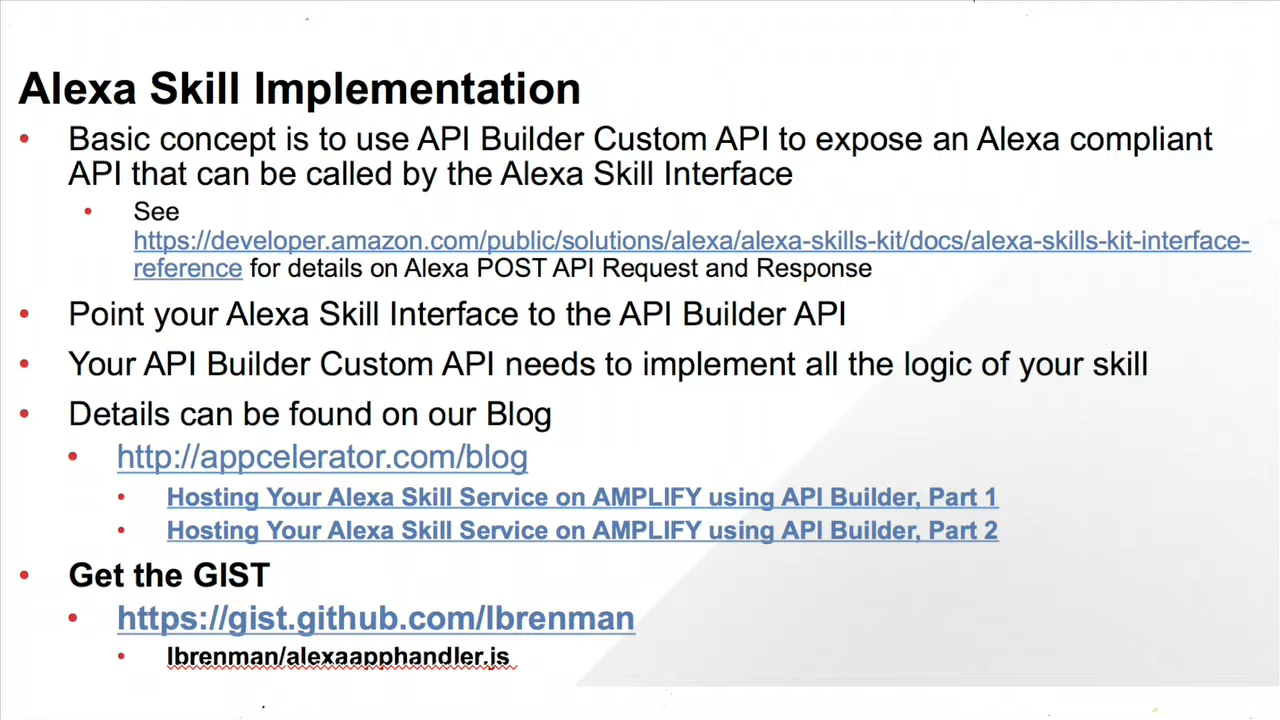 Alexa Skill Implementation
• Basic concept is to use API Builder Custom API to expose an Alexa compliant
API that can be called by the Alexa Skill Interface
• See
https://developer.amazon.com/public/solutions/alexa/alexa-skills-kit/docs/alexa-skills-kit-interface-
reference for details on Alexa POST API Request and Response
• Point your Alexa Skill Interface to the API Builder API
• Your API Builder Custom API needs to implement all the logic of your skill
• Details can be found on our Blog
• http://appcelerator.com/blog
• Hosting Your Alexa Skill Service on AMPLIFY using API Builder, Part 1
• Hosting Your Alexa Skill Service on AMPLIFY using API Builder, Part 2
• Get the GIST
• https://gist.github.com/lbrenman
• lbrenman/alexaapphandler.js